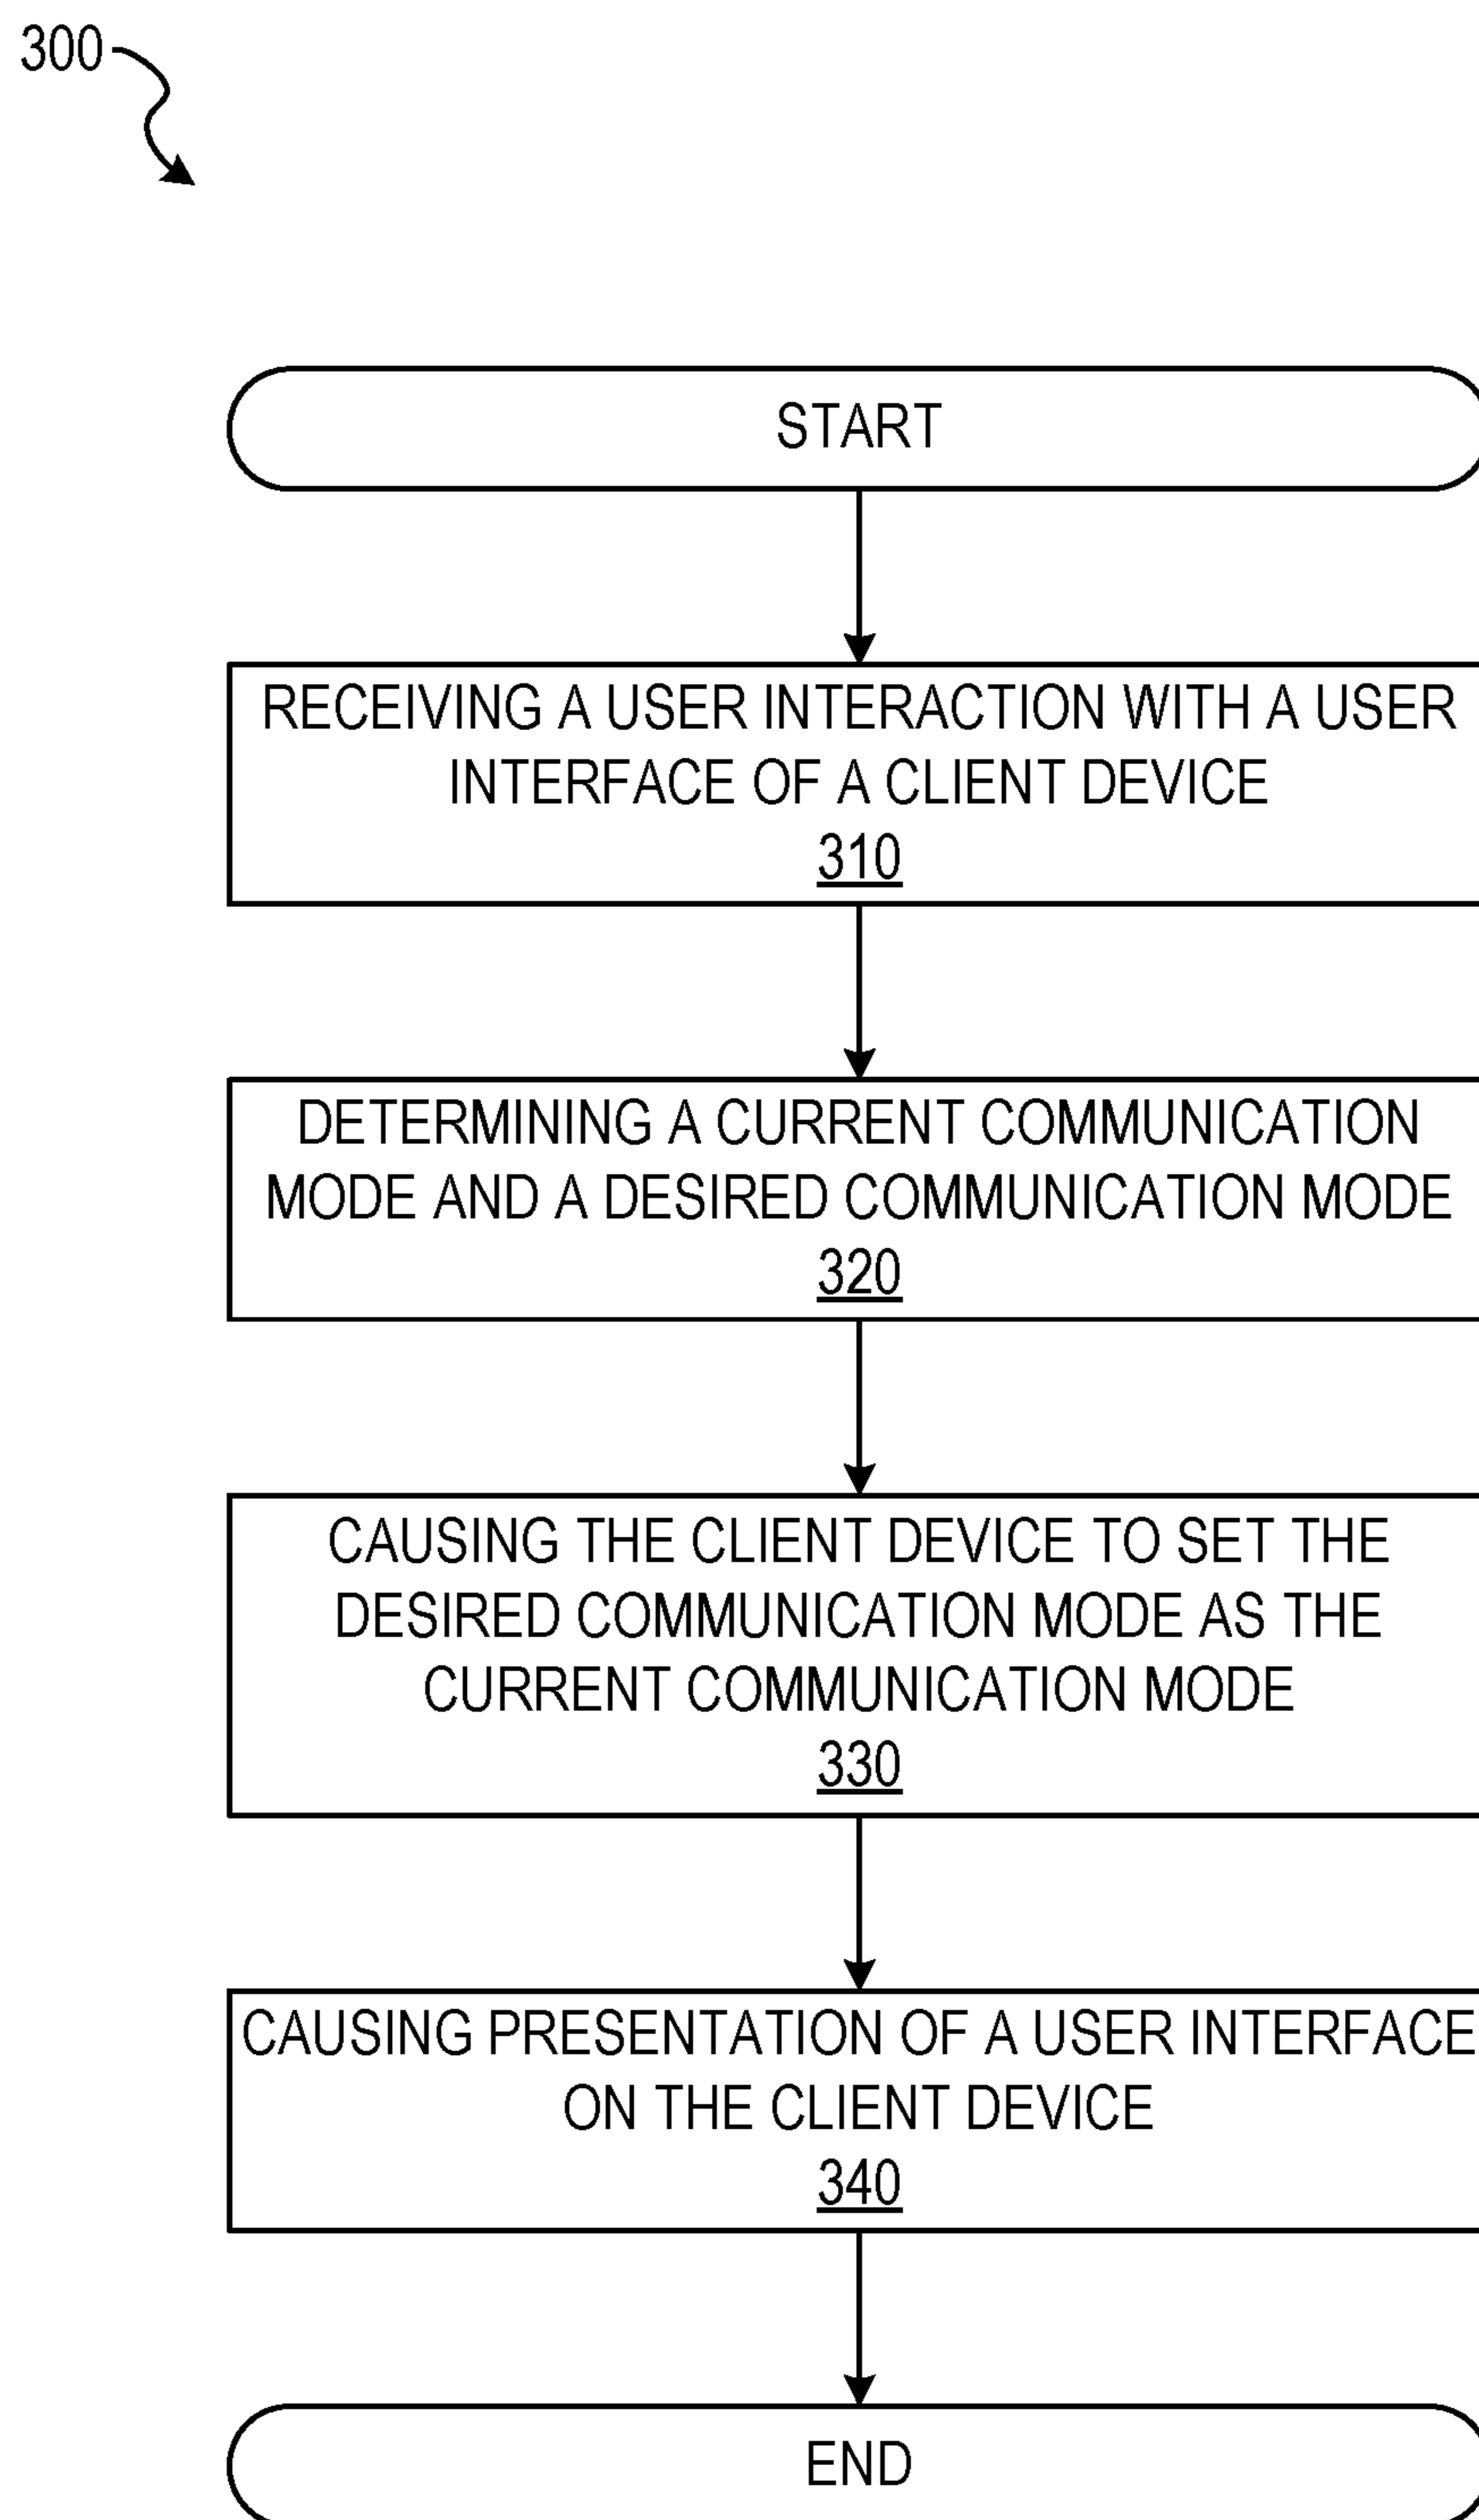 300
START
RECEIVING A USER INTERACTION WITH A USER
INTERFACE OF A CLIENT DEVICE
310
DETERMINING A CURRENT COMMUNICATION
MODE AND A DESIRED COMMUNICATION MODE
320
CAUSING THE CLIENT DEVICE TO SET THE
DESIRED COMMUNICATION MODE AS THE
CURRENT COMMUNICATION MODE
330
CAUSING PRESENTATION OF A USER INTERFACE
ON THE CLIENT DEVICE
340
END